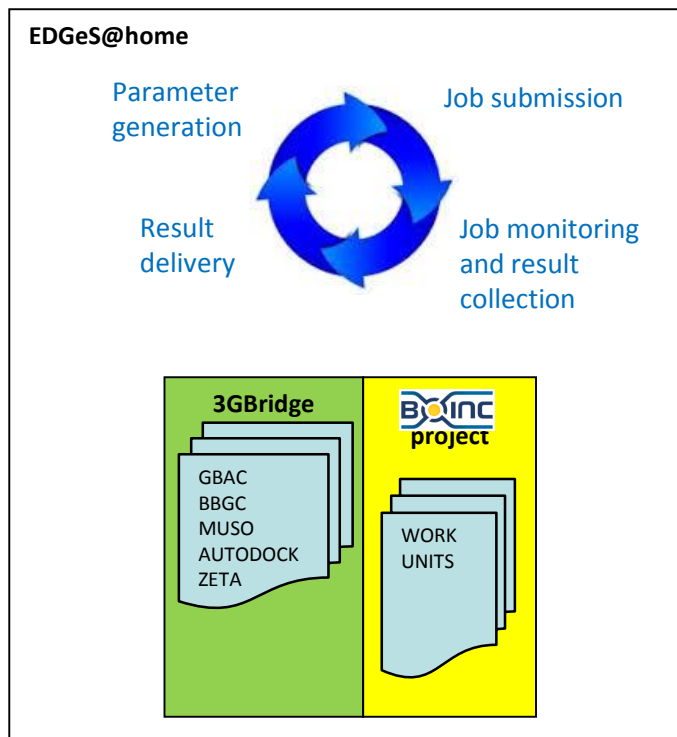 EDGeS@home
Parameter
generation
Job submission
Result
delivery
Job monitoring
and result
collection
3GBridge
GBAC
BBGC
MUSO
AUTODOCK
ZETA
BOINC
project
WORK
UNITS